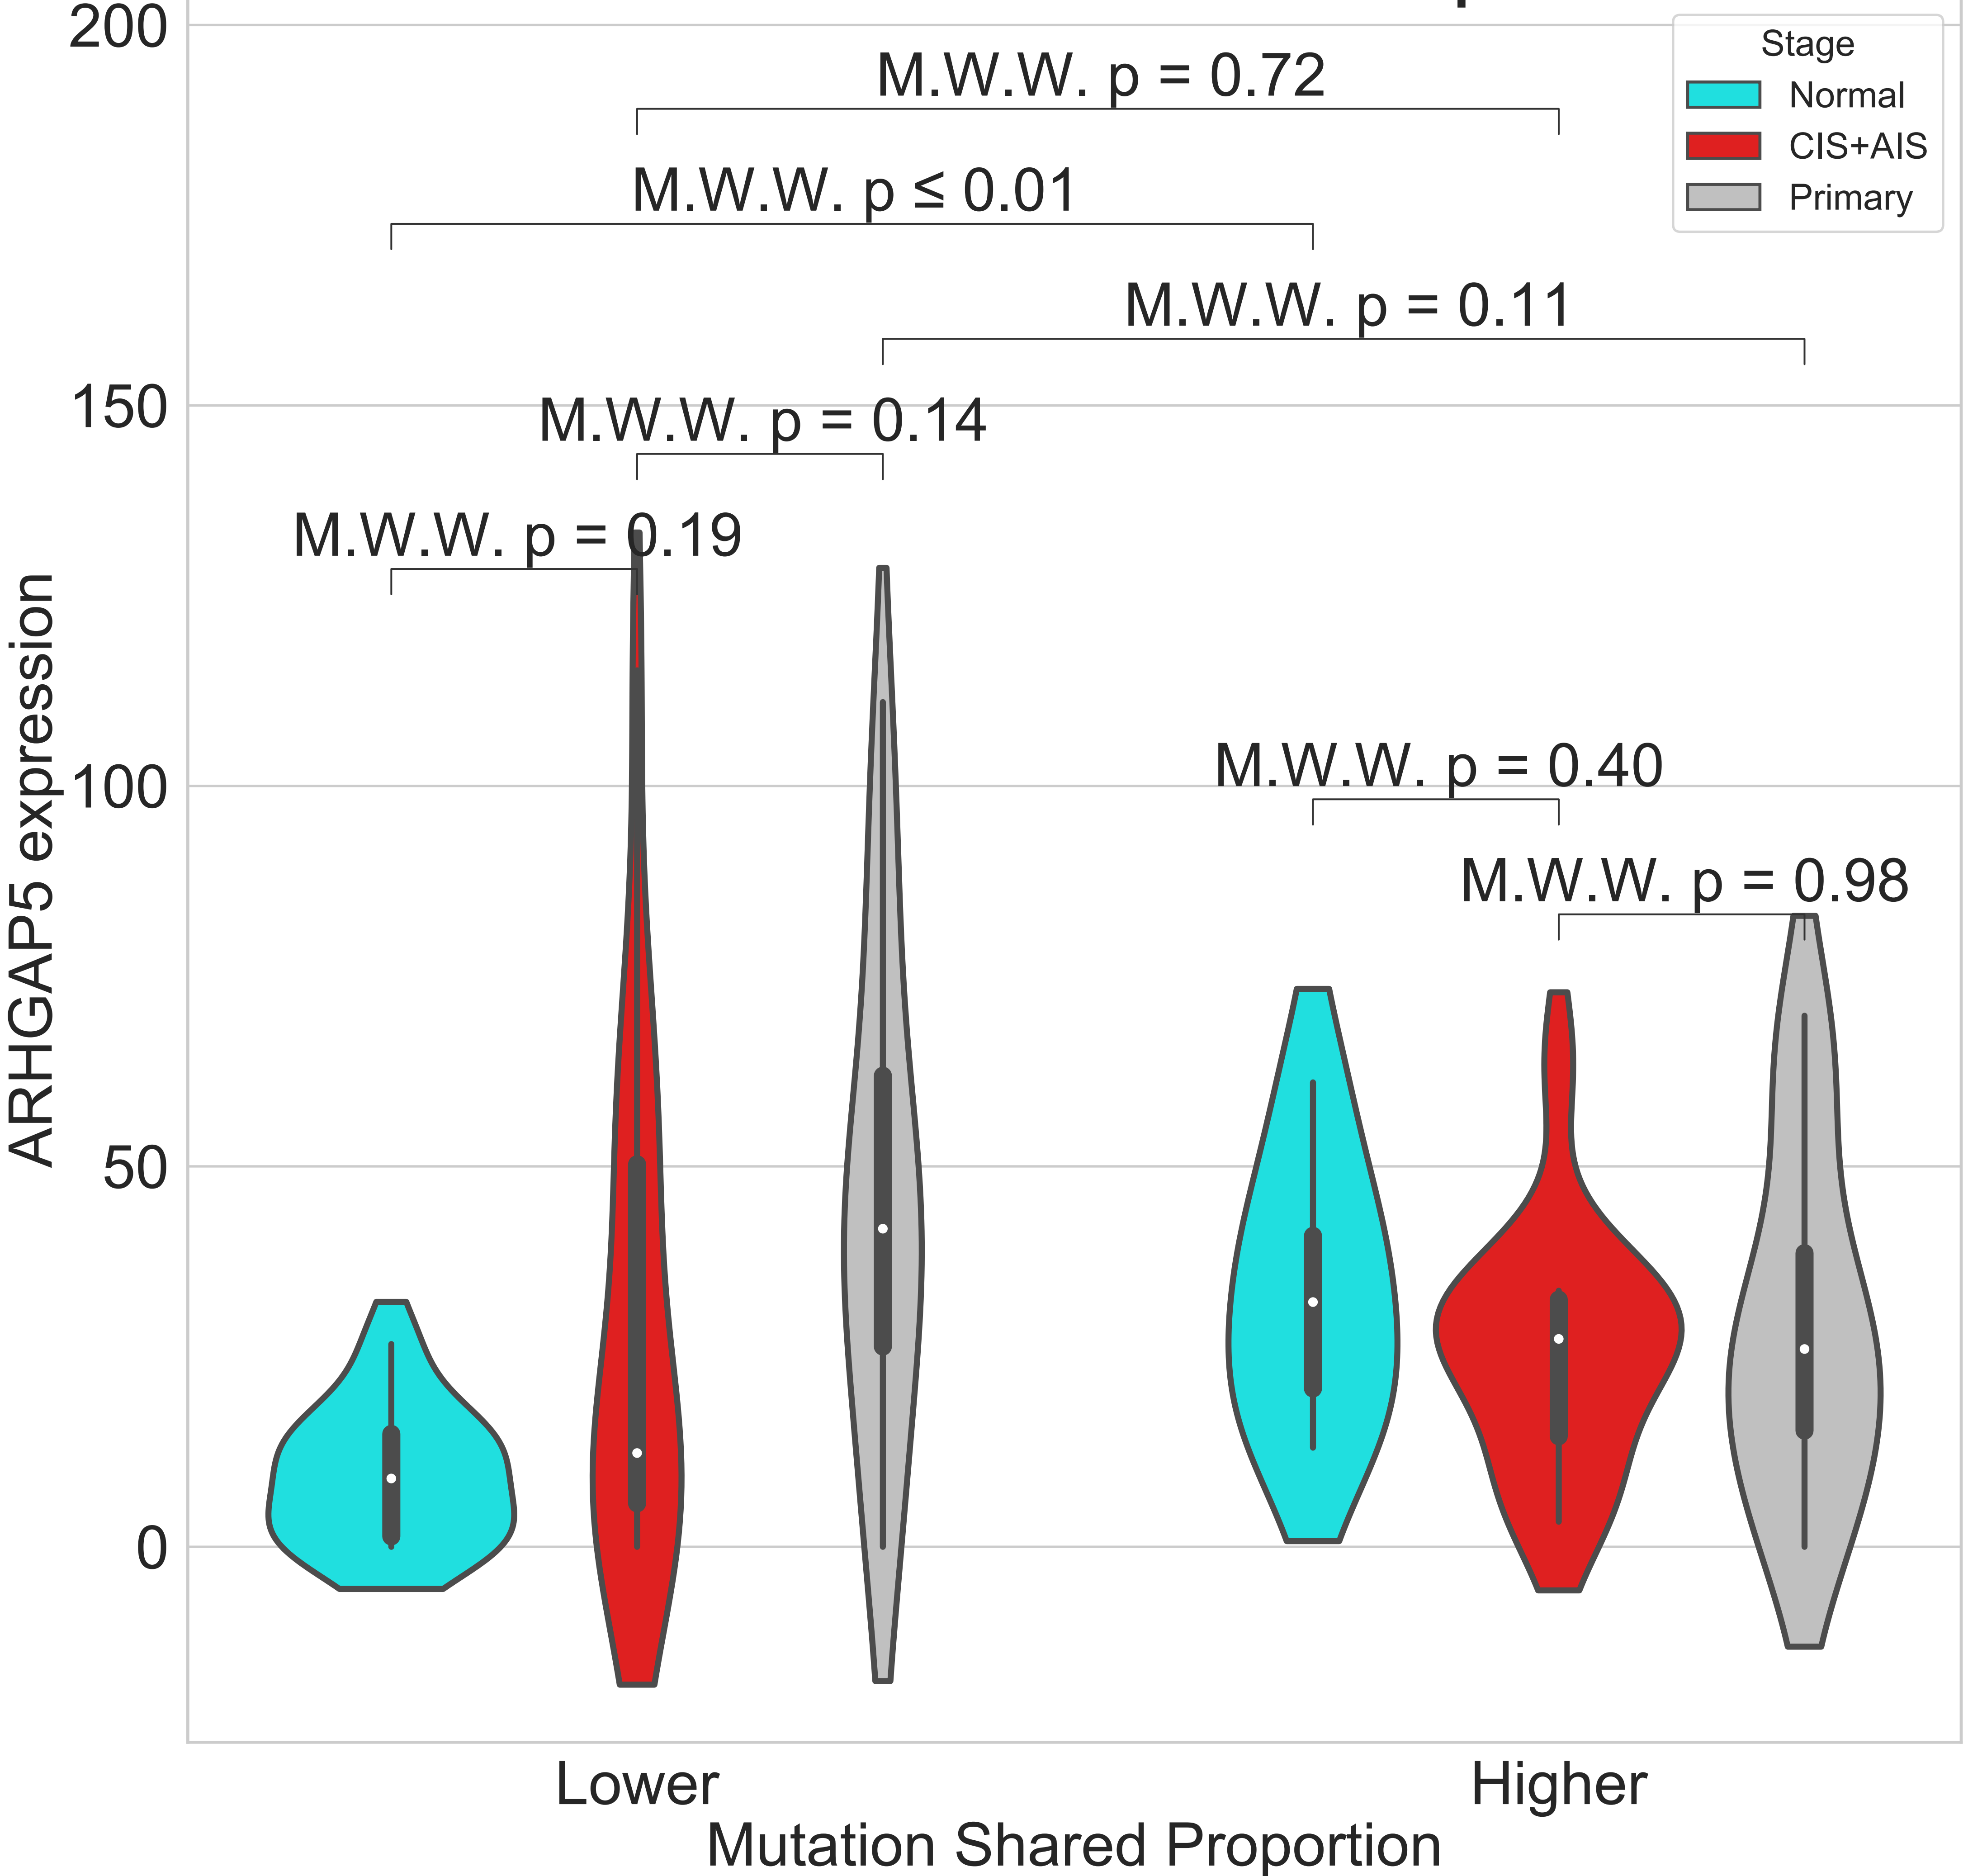 200
150
100
50
0
ARHGAP5 expression
M.W.W. p = 0.72
M.W.W. p ≤ 0.01
M.W.W. p = 0.11
M.W.W. p = 0.14
M.W.W. p = 0.19
M.W.W. p = 0.40
M.W.W. p = 0.98
Stage
Normal
CIS+AIS
Primary
Lower
Higher
Mutation Shared Proportion